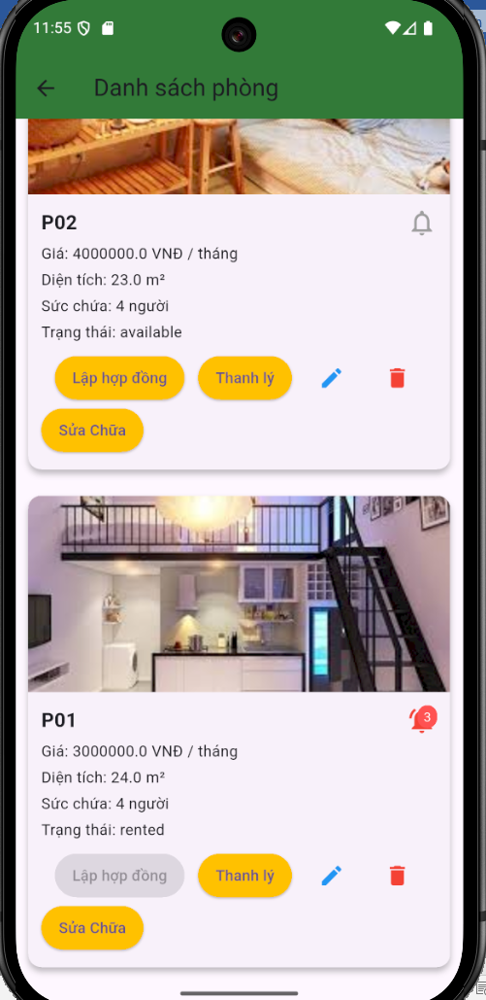 11:55
Danh sách phòng
P02
Giá: 4000000.0 VNĐ / tháng
Diện tích: 23.0 m²
Sức chứa: 4 người
Trạng thái: available
Lập hợp đồng Thanh lý
Sửa Chữa
P01
3
Giá: 3000000.0 VNĐ / tháng
Diện tích: 24.0 m²
Sức chứa: 4 người
Trạng thái: rented
Lập hợp đồng Thanh lý
Sửa Chữa